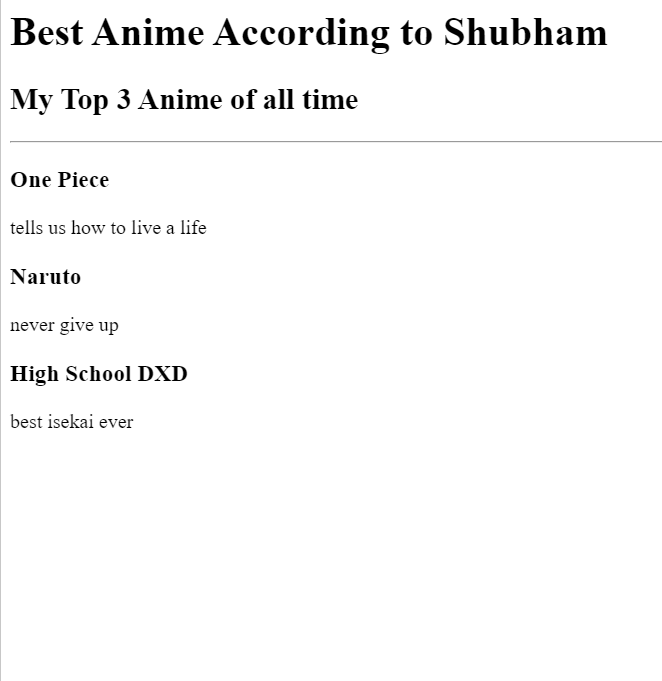 Best Anime According to Shubham
My Top 3 Anime of all time
One Piece
tells us how to live a life
Naruto
never give up
High School DXD
best isekai ever